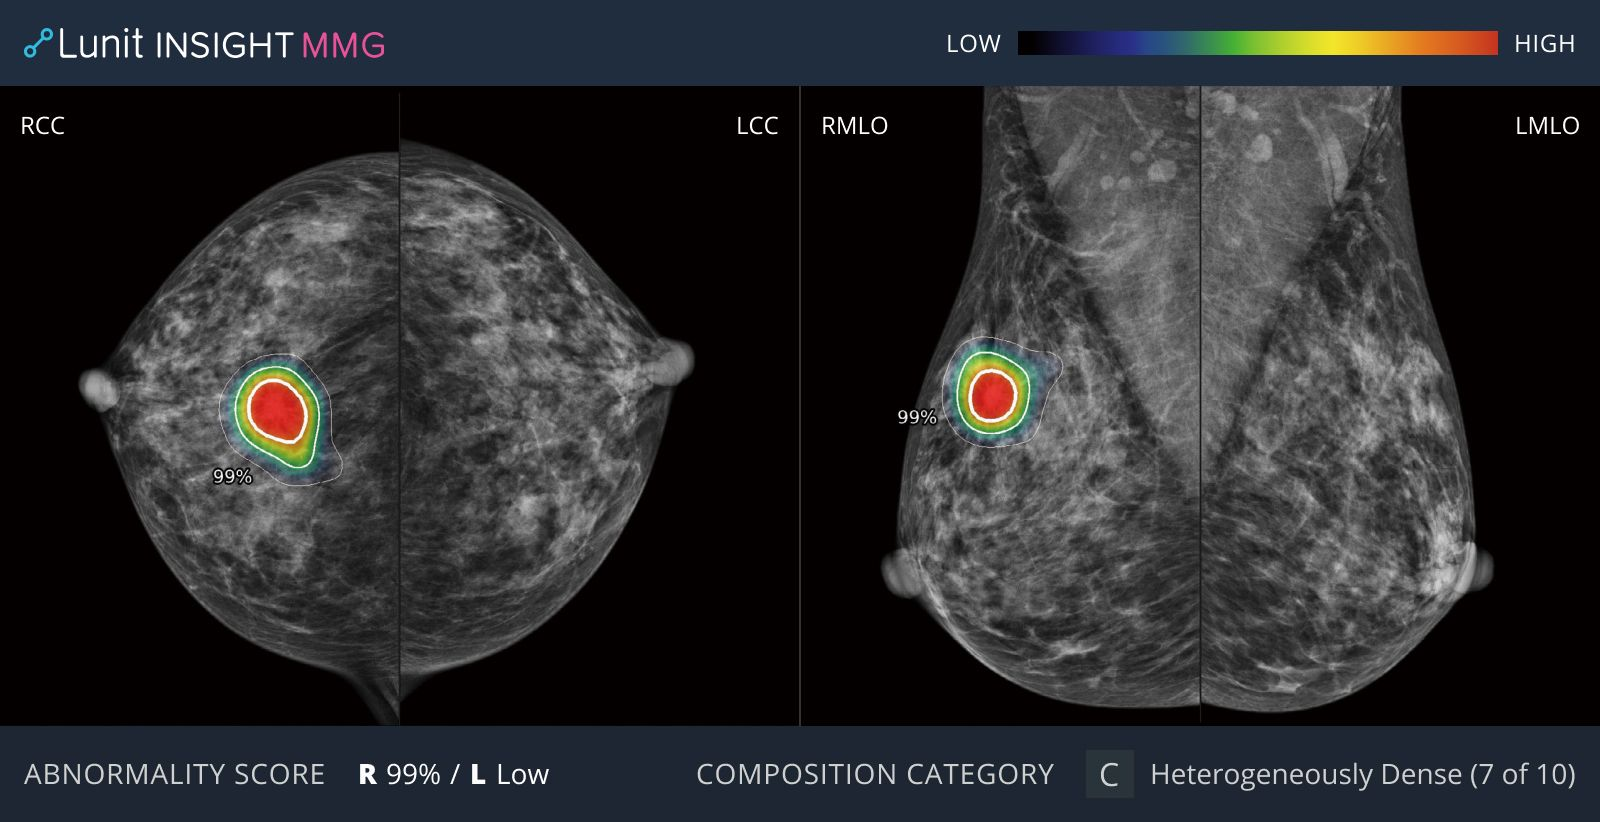 Lunit INSIGHT MMG
LOW HIGH
RCC LCC RMLO LMLO
99%
99%
ABNORMALITY SCORE R 99% / L Low COMPOSITION CATEGORY C Heterogeneously Dense (7 of 10)